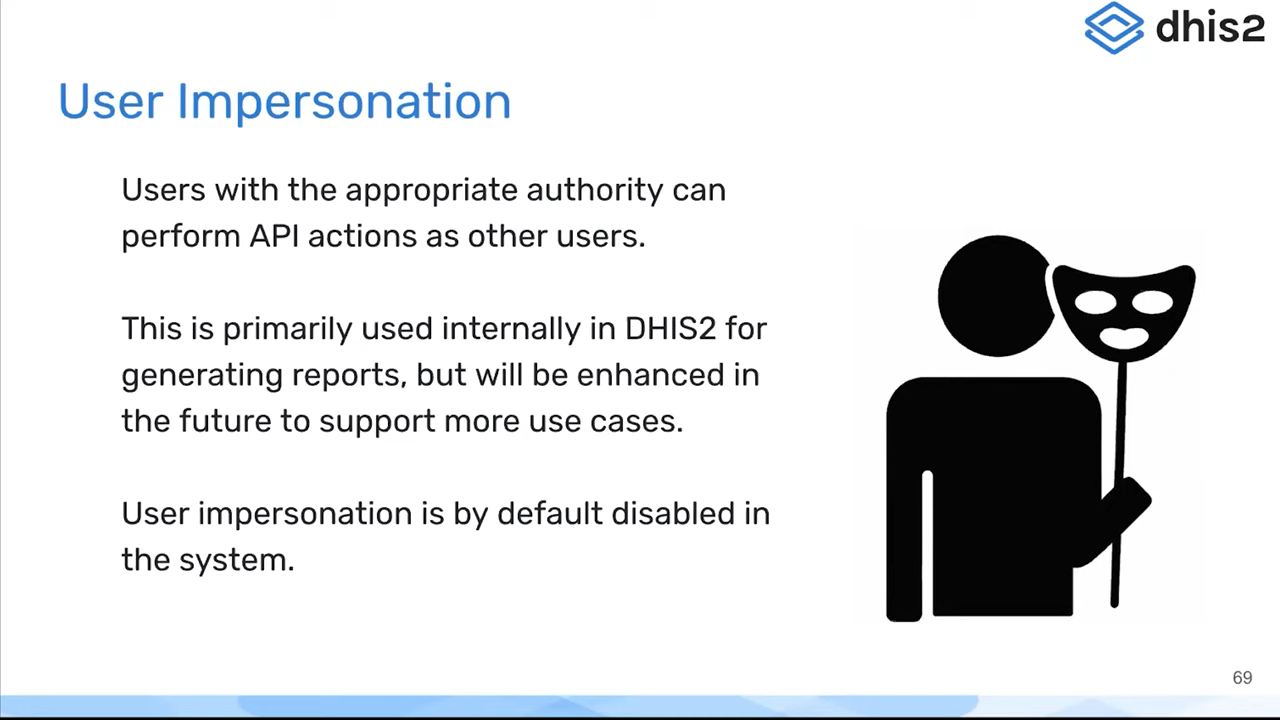 dhis2
User Impersonation
Users with the appropriate authority can
perform API actions as other users.
This is primarily used internally in DHIS2 for
generating reports, but will be enhanced in
the future to support more use cases.
User impersonation is by default disabled in
the system.
69